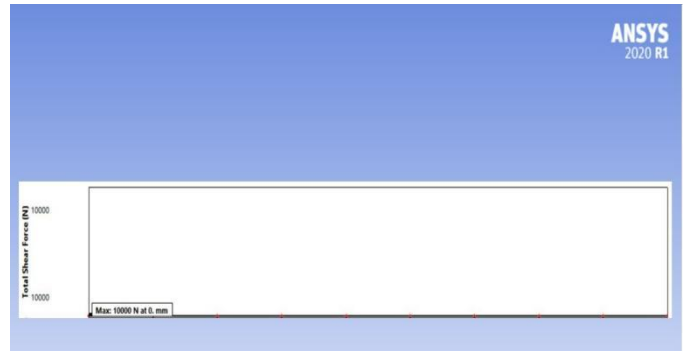 ANSYS
2020 R1
Total Shear Force (N)
10000
10000
Max: 10000 N at 0. mm